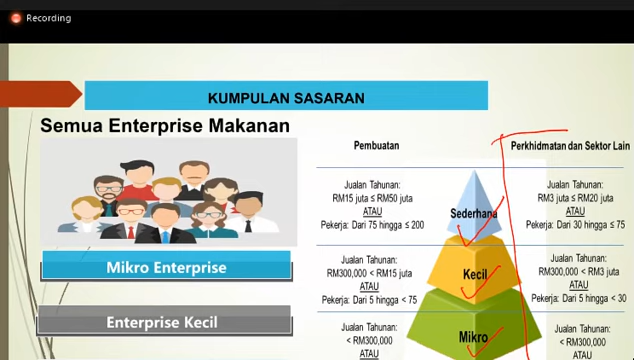 Recording
KUMPULAN SASARAN
Semua Enterprise Makanan
Mikro Enterprise
Enterprise Kecil
Pembuatan
Perkhidmatan dan Sektor Lain
Jualan Tahunan:
RM15 juta ≤ RM50 juta
ATAU
Pekerja: Dari 75 hingga ≤ 200
Sederhana
Jualan Tahunan:
RM3 juta ≤ RM20 juta
ATAU
Pekerja: Dari 30 hingga ≤ 75
Jualan Tahunan:
RM300,000 < RM15 juta
ATAU
Pekerja: Dari 5 hingga < 75
Kecil
Jualan Tahunan:
RM300,000 < RM3 juta
ATAU
Pekerja: Dari 5 hingga < 30
Jualan Tahunan:
< RM300,000
ATAU
Mikro
Jualan Tahunan:
< RM300,000
ATAU